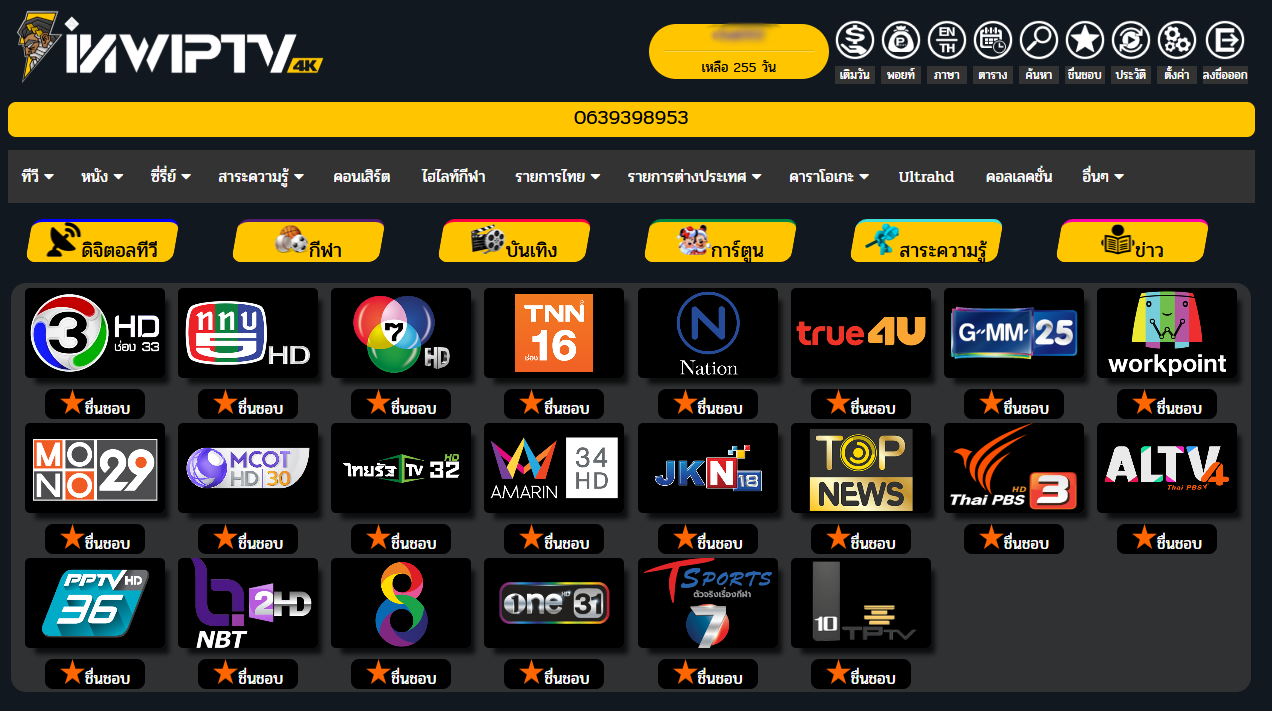 iฟWIPTV 4K
เหลือ 255 วัน
P EN TH
เติมวัน พอยท์ ภาษา ตาราง ค้นหา ชื่นชอบ ประวัติ ตั้งค่า ลงชื่อออก
0639398953
ทีวี หนัง ซีรี่ย์ สาระความรู้ คอนเสิร์ต ไฮไลท์กีฬา รายการไทย รายการต่างประเทศ คาราโอเกะ Ultrahd คอลเลคชั่น อื่นๆ
ดิจิตอลทีวี กีฬา บันเทิง การ์ตูน สาระความรู้ ข่าว
3 HD ช่อง 33
ททบ 5 HD
7 HD
TNN ช่อง 16
N Nation
true4U
GMM 25
workpoint
ชื่นชอบ ชื่นชอบ ชื่นชอบ ชื่นชอบ ชื่นชอบ ชื่นชอบ ชื่นชอบ ชื่นชอบ
MONO 29
MCOT HD 30
ไทยรัฐ TV HD 32
AMARIN 34 HD
JKN 18
TOP NEWS
Thai PBS HD 3
ALTV 4 Thai PBS
ชื่นชอบ ชื่นชอบ ชื่นชอบ ชื่นชอบ ชื่นชอบ ชื่นชอบ ชื่นชอบ ชื่นชอบ
PPTV HD 36
NBT 2HD
8
one HD 31
T SPORTS ตัวจริงเรื่องกีฬา 7
10 TPTV
ชื่นชอบ ชื่นชอบ ชื่นชอบ ชื่นชอบ ชื่นชอบ ชื่นชอบ